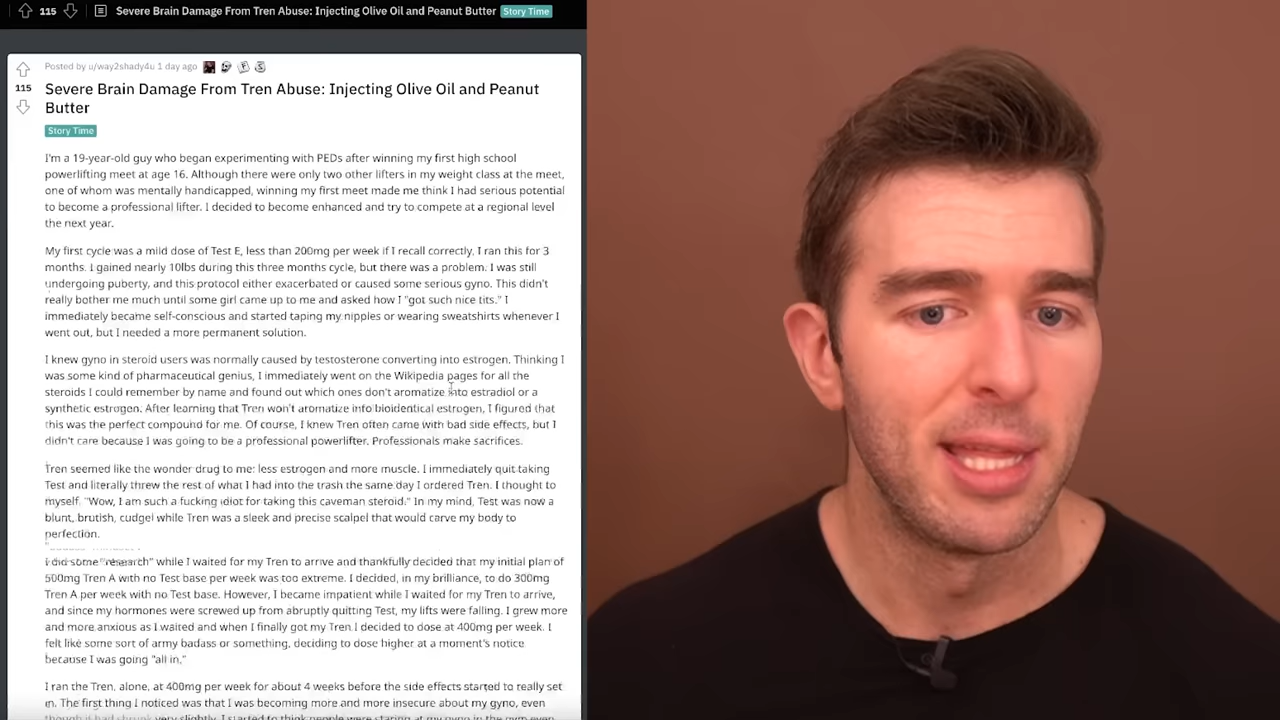 115 Severe Brain Damage From Tren Abuse: Injecting Olive Oil and Peanut Butter Story Time
Posted by u/way2shady4u 1 day ago
115
Severe Brain Damage From Tren Abuse: Injecting Olive Oil and Peanut
Butter
Story Time
I'm a 19-year-old guy who began experimenting with PEDs after winning my first high school
powerlifting meet at age 16. Although there were only two other lifters in my weight class at the meet,
one of whom was mentally handicapped, winning my first meet made me think I had serious potential
to become a professional lifter. I decided to become enhanced and try to compete at a regional level
the next year.
My first cycle was a mild dose of Test E, less than 200mg per week if I recall correctly. I ran this for 3
months. I gained nearly 10lbs during this three months cycle, but there was a problem. I was still
undergoing puberty, and this protocol either exacerbated or caused some serious gyno. This didn't
really bother me much until some girl came up to me and asked how I "got such nice tits." I
immediately became self-conscious and started taping my nipples or wearing sweatshirts whenever I
went out, but I needed a more permanent solution.
I knew gyno in steroid users was normally caused by testosterone converting into estrogen. Thinking I
was some kind of pharmaceutical genius, I immediately went on the Wikipedia pages for all the
steroids I could remember by name and found out which ones don't aromatize into estradiol or a
synthetic estrogen. After learning that Tren won't aromatize into bioidentical estrogen, I figured that
this was the perfect compound for me. Of course, I knew Tren often came with bad side effects, but I
didn't care because I was going to be a professional powerlifter. Professionals make sacrifices.
Tren seemed like the wonder drug to me: less estrogen and more muscle. I immediately quit taking
Test and literally threw the rest of what I had into the trash the same day I ordered Tren. I thought to
myself, "Wow, I am such a fucking idiot for taking this caveman steroid." In my mind, Test was now a
blunt, brutish, cudgel while Tren was a sleek and precise scalpel that would carve my body to
perfection.
I did some "research" while I waited for my Tren to arrive and thankfully decided that my initial plan of
500mg Tren A with no Test base per week was too extreme. I decided, in my brilliance, to do 300mg
Tren A per week with no Test base. However, I became impatient while I waited for my Tren to arrive,
and since my hormones were screwed up from abruptly quitting Test, my lifts were falling. I grew more
and more anxious as I waited and when I finally got my Tren I decided to dose at 400mg per week. I
felt like some sort of army badass or something, deciding to dose higher at a moment's notice
because I was going "all in."
I ran the Tren, alone, at 400mg per week for about 4 weeks before the side effects started to really set
in. The first thing I noticed was that I was becoming more and more insecure about my gyno, even
though it had shrunk very slightly. I started to think people were staring at my gyno in the gym even